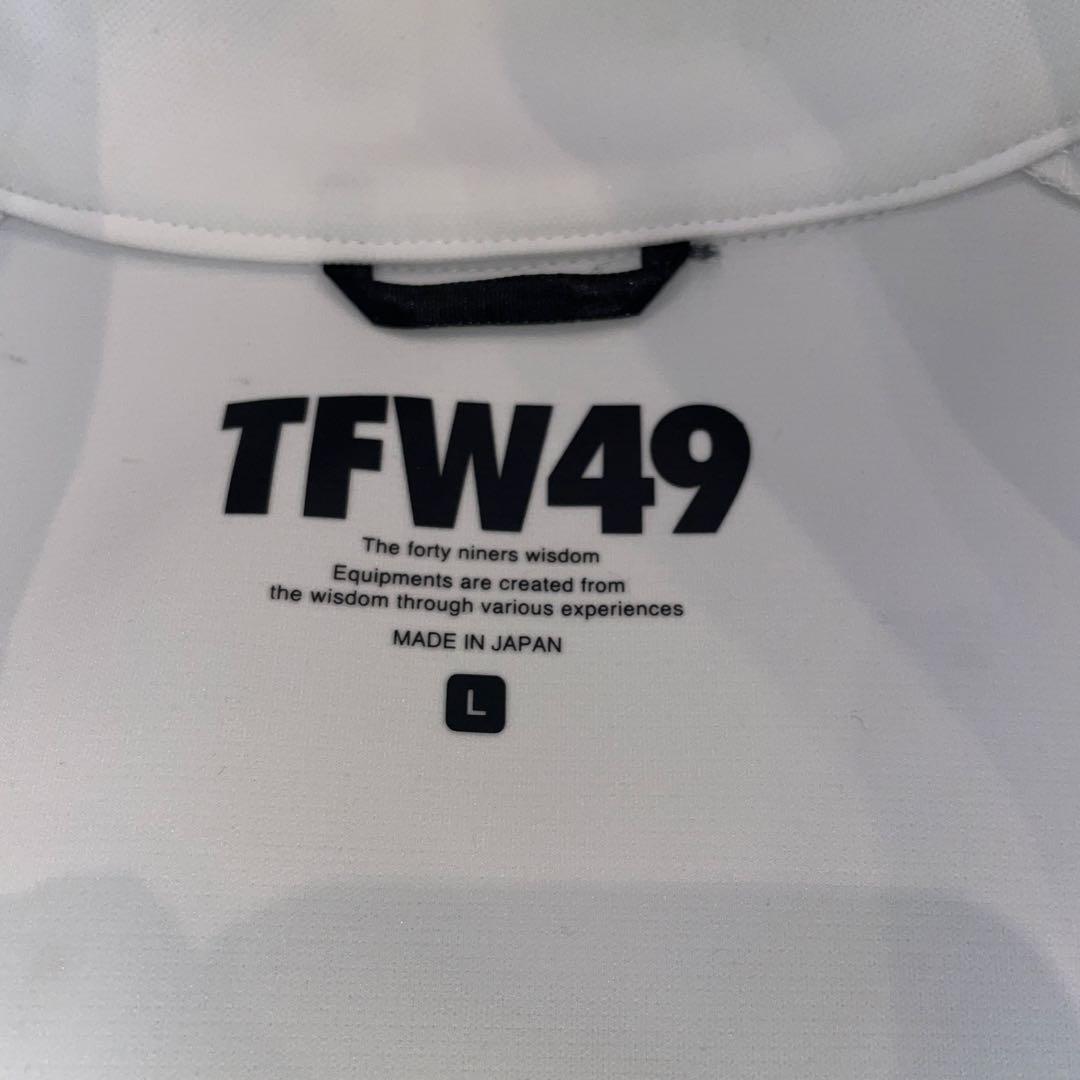 TFW49
The forty niners wisdom
Equipments are created from
the wisdom through various experiences
MADE IN JAPAN
L